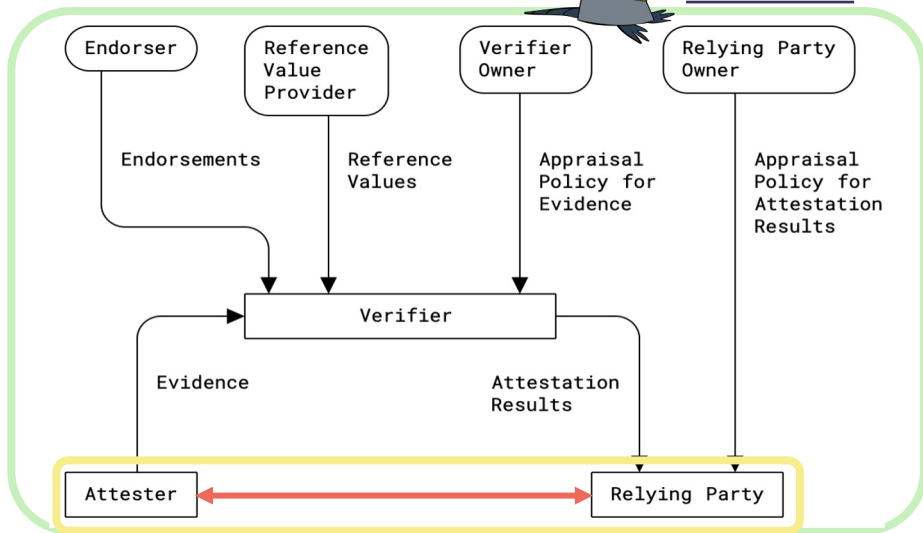 Endorser
Reference
Value
Provider
Verifier
Owner
Relying Party
Owner
Endorsements
Reference
Values
Appraisal
Policy for
Evidence
Appraisal
Policy for
Attestation
Results
Verifier
Evidence
Attestation
Results
Attester
Relying Party